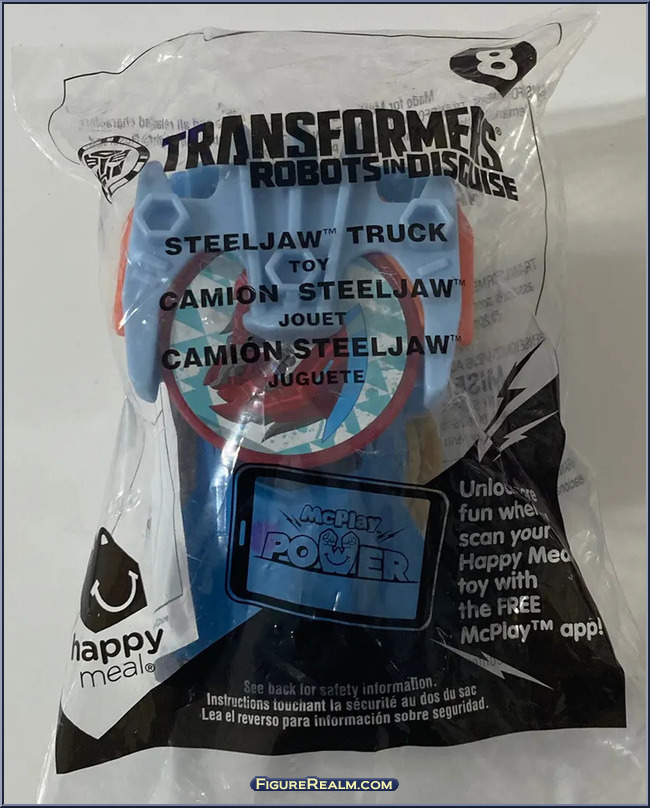 8
TRANSFORMERS
ROBOTS IN DISGUISE
STEELJAW™ TRUCK
TOY
CAMION STEELJAW™
JOUET
CAMIÓN STEELJAW™
JUGUETE
McPlay
POWER
fun when
scan your
Happy Meal
toy with
the FREE
McPlay™ app!
happy
meal®
See back for safety information.
Instructions touchant la sécurité au dos du sac
Lea el reverso para información sobre seguridad.
FIGUREREALM.COM